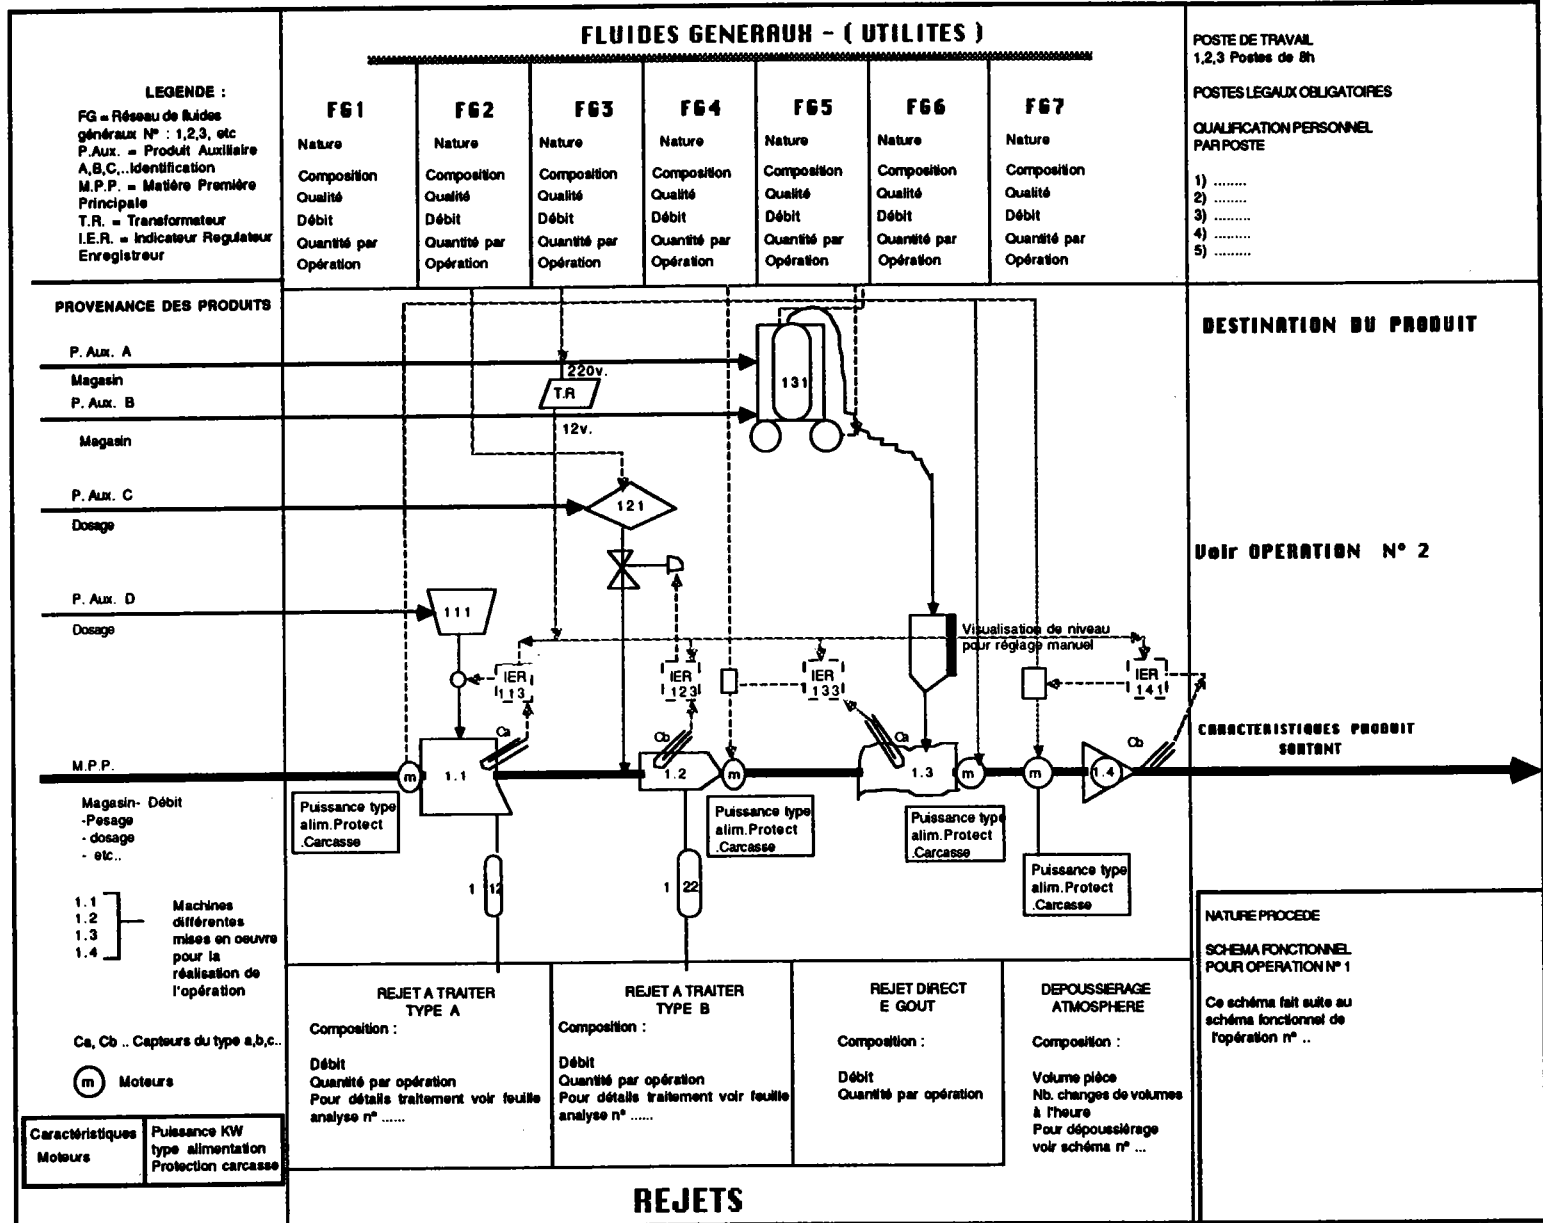 FLUIDES GENERAUX - ( UTILITES )
LEGENDE :
FG = Réseau de fluides
généraux N° : 1,2,3, etc
P.Aux. = Produit Auxiliaire
A,B,C,..Identification
M.P.P. = Matière Première
Principale
T.R. = Transformateur
I.E.R. = Indicateur Regulateur
Enregistreur
FG1
Nature
Composition
Qualité
Débit
Quantité par
Opération
FG2
Nature
Composition
Qualité
Débit
Quantité par
Opération
FG3
Nature
Composition
Qualité
Débit
Quantité par
Opération
FG4
Nature
Composition
Qualité
Débit
Quantité par
Opération
FG5
Nature
Composition
Qualité
Débit
Quantité par
Opération
FG6
Nature
Composition
Qualité
Débit
Quantité par
Opération
FG7
Nature
Composition
Qualité
Débit
Quantité par
Opération
POSTE DE TRAVAIL
1,2,3 Postes de 8h
POSTES LEGAUX OBLIGATOIRES
QUALIFICATION PERSONNEL
PAR POSTE
1) ........
2) ........
3) .........
4) .........
5) .........
PROVENANCE DES PRODUITS
P. Aux. A
Magasin
P. Aux. B
Magasin
P. Aux. C
Dosage
P. Aux. D
Dosage
M.P.P.
Magasin- Débit
-Pesage
- dosage
- etc..
1.1
1.2
1.3
1.4
Machines
différentes
mises en oeuvre
pour la
réalisation de
l'opération
Ca, Cb .. Capteurs du type a,b,c..
m Moteurs
Caractéristiques
Moteurs
Puissance KW
type alimentation
Protection carcasse
220v.
T.R
12v.
131
121
111
IER
113
IER
123
IER
133
IER
141
Visualisation de niveau
pour réglage manuel
Ca
Cb
Ca
Cb
m
1.1
1.2
m
1.3
m
m
1.4
Puissance type
alim.Protect
.Carcasse
Puissance type
alim.Protect
.Carcasse
Puissance type
alim.Protect
.Carcasse
Puissance type
alim.Protect
.Carcasse
1 12
1 22
DESTINATION DU PRODUIT
Voir OPERATION N° 2
CARACTERISTIQUES PRODUIT
SORTANT
NATURE PROCEDE
SCHEMA FONCTIONNEL
POUR OPERATION N° 1
Ce schéma fait suite au
schéma fonctionnel de
l'opération n° ..
REJET A TRAITER
TYPE A
Composition :
Débit
Quantité par opération
Pour détails traitement voir feuille
analyse n° ......
REJET A TRAITER
TYPE B
Composition :
Débit
Quantité par opération
Pour détails traitement voir feuille
analyse n° ......
REJET DIRECT
E GOUT
Composition :
Débit
Quantité par opération
DEPOUSSIERAGE
ATMOSPHERE
Composition :
Volume pièce
Nb. changes de volumes
à l'heure
Pour dépoussiérage
voir schéma n° ...
REJETS